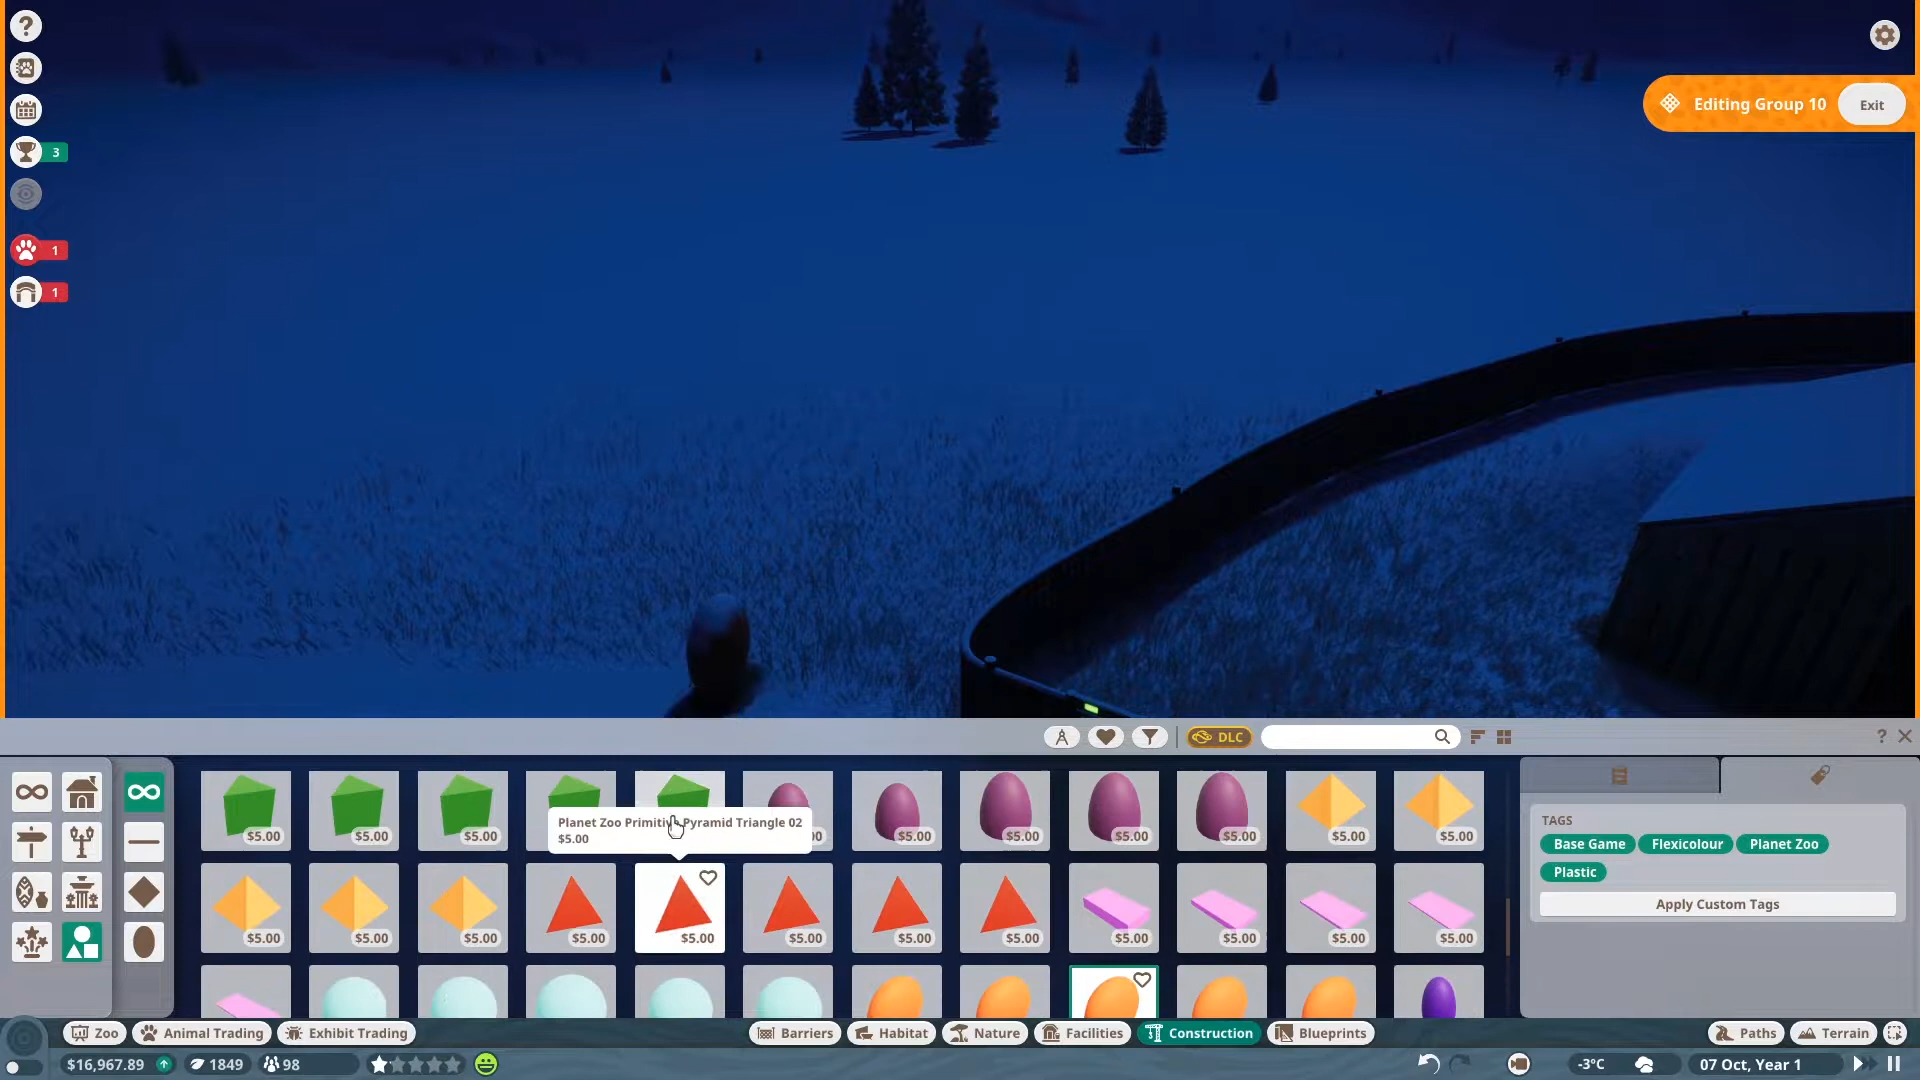 ?
Editing Group 10 Exit
3
1
1
DLC
?
$5.00 $5.00 $5.00 $5.00 $5.00 $5.00 $5.00 $5.00 $5.00
Planet Zoo Primitive Pyramid Triangle 02
$5.00
$5.00 $5.00 $5.00 $5.00 $5.00 $5.00 $5.00 $5.00 $5.00 $5.00 $5.00 $5.00
TAGS
Base Game Flexicolour Planet Zoo
Plastic
Apply Custom Tags
Zoo Animal Trading Exhibit Trading Barriers Habitat Nature Facilities Construction Blueprints Paths Terrain
$16,967.89 1849 98 -3°C 07 Oct, Year 1